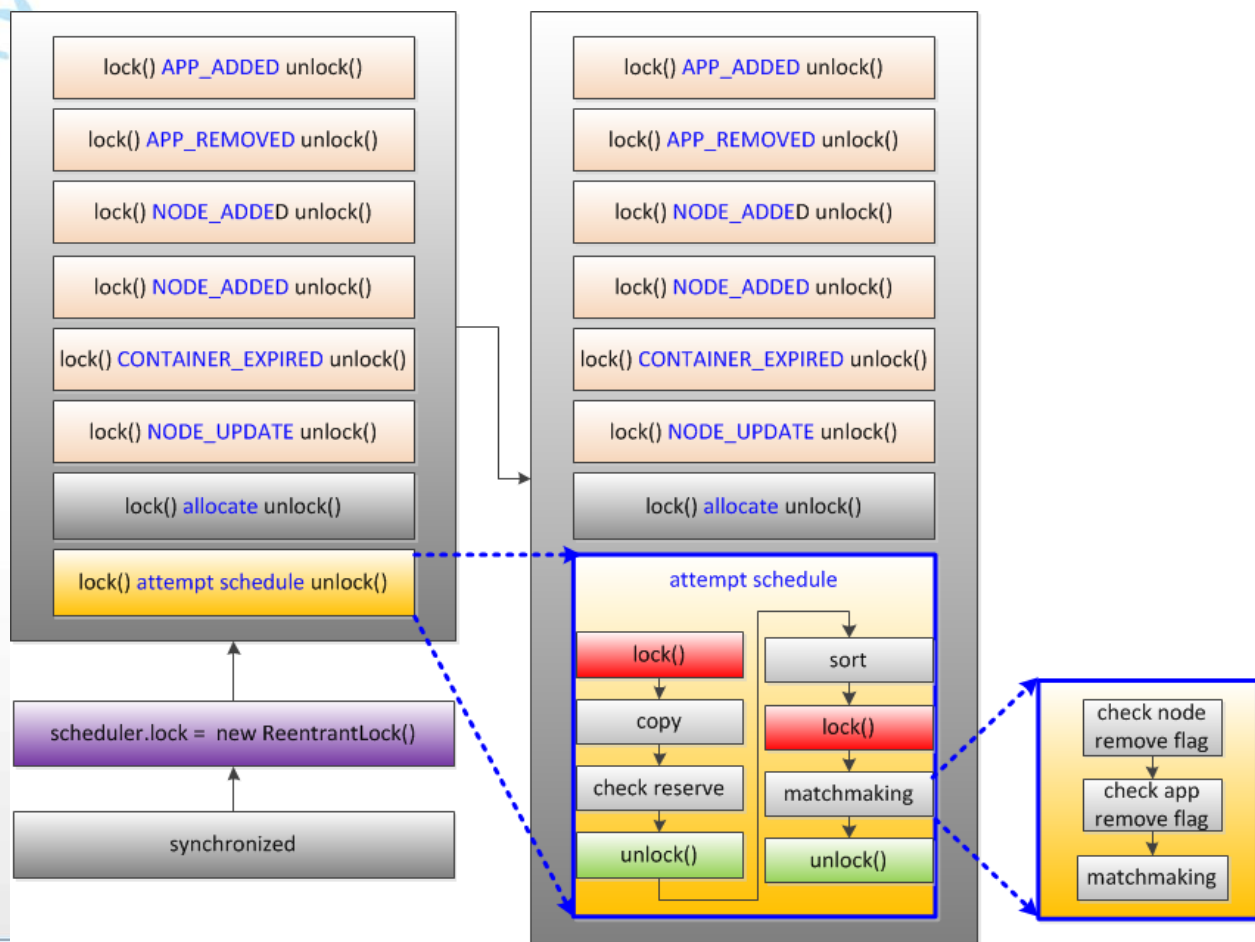 lock() APP_ADDED unlock()
lock() APP_REMOVED unlock()
lock() NODE_ADDED unlock()
lock() NODE_ADDED unlock()
lock() CONTAINER_EXPIRED unlock()
lock() NODE_UPDATE unlock()
lock() allocate unlock()
lock() attempt schedule unlock()
scheduler.lock = new ReentrantLock()
synchronized
lock() APP_ADDED unlock()
lock() APP_REMOVED unlock()
lock() NODE_ADDED unlock()
lock() NODE_ADDED unlock()
lock() CONTAINER_EXPIRED unlock()
lock() NODE_UPDATE unlock()
lock() allocate unlock()
attempt schedule
lock()
copy
check reserve
unlock()
sort
lock()
matchmaking
unlock()
check node
remove flag
check app
remove flag
matchmaking